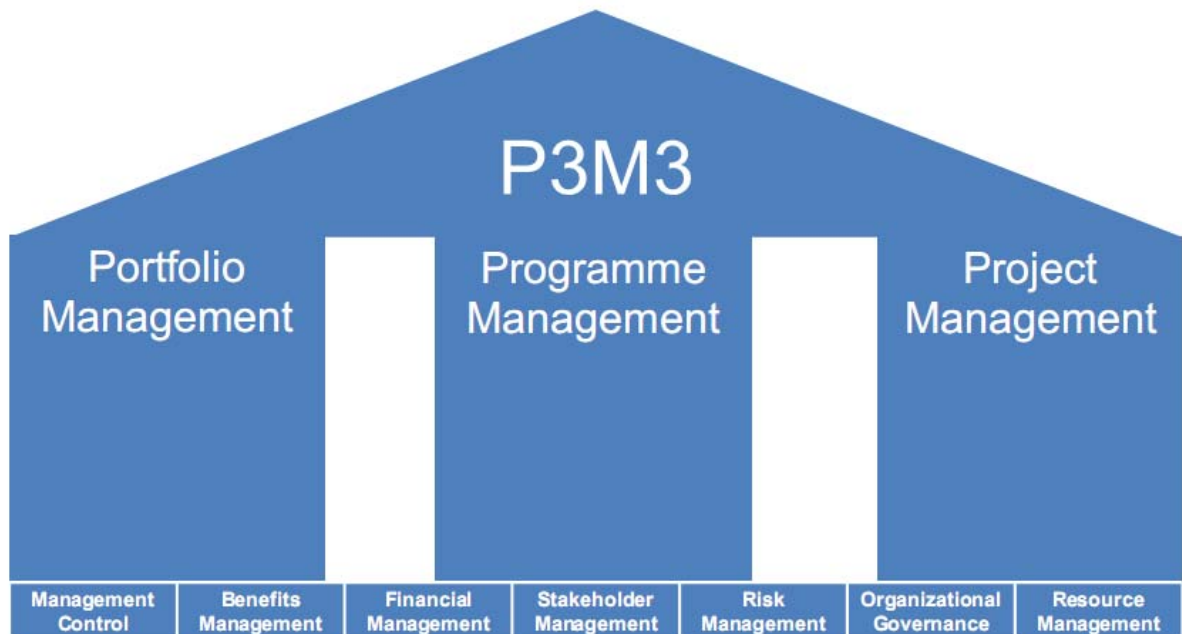 P3M3
Portfolio
Management
Programme
Management
Project
Management
Management
Control
Benefits
Management
Financial
Management
Stakeholder
Management
Risk
Management
Organizational
Governance
Resource
Management